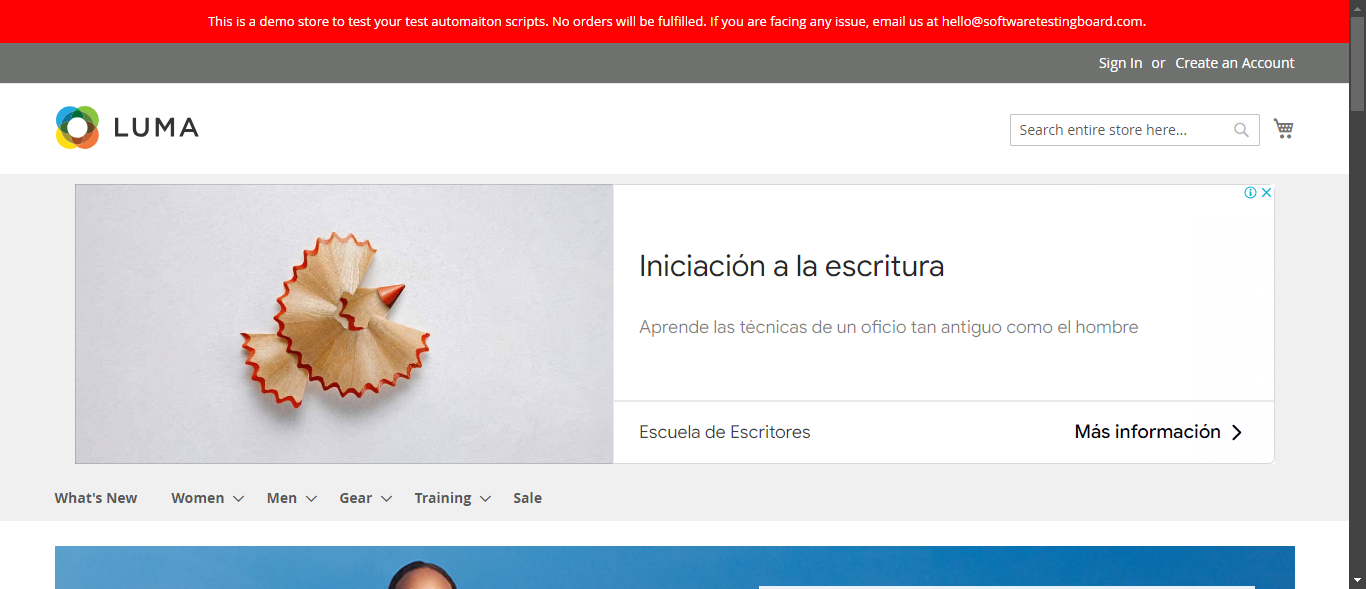 This is a demo store to test your test automaiton scripts. No orders will be fulfilled. If you are facing any issue, email us at hello@softwaretestingboard.com.
Sign In or Create an Account
LUMA
Search entire store here...
Iniciación a la escritura
Aprende las técnicas de un oficio tan antiguo como el hombre
Escuela de Escritores
Más información
What's New Women Men Gear Training Sale